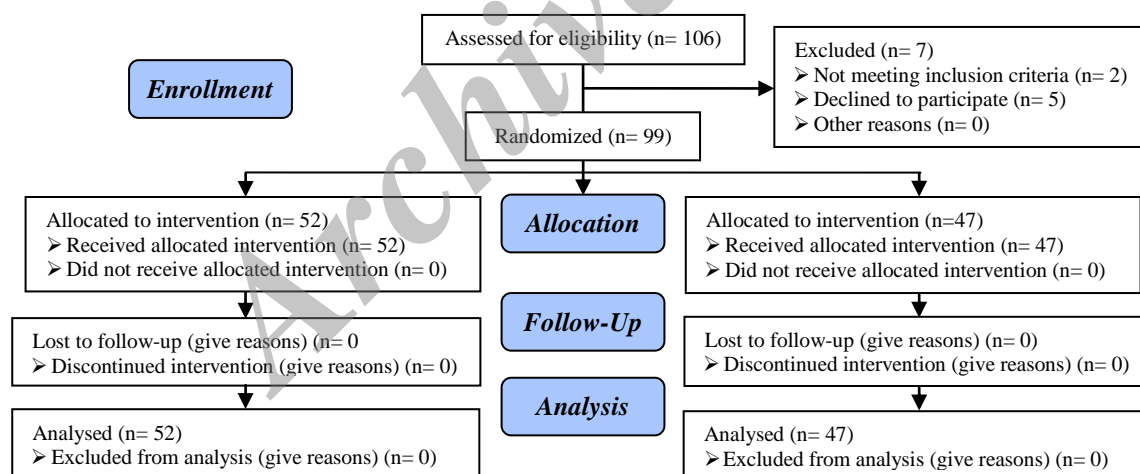 Assessed for eligibility (n= 106)
Excluded (n= 7)
➢ Not meeting inclusion criteria (n= 2)
➢ Declined to participate (n= 5)
➢ Other reasons (n= 0)
Enrollment
Randomized (n= 99)
Allocated to intervention (n= 52)
➢ Received allocated intervention (n= 52)
➢ Did not receive allocated intervention (n= 0)
Allocation
Allocated to intervention (n=47)
➢ Received allocated intervention (n= 47)
➢ Did not receive allocated intervention (n= 0)
Lost to follow-up (give reasons) (n= 0
➢ Discontinued intervention (give reasons) (n= 0)
Follow-Up
Lost to follow-up (give reasons) (n= 0)
➢ Discontinued intervention (give reasons) (n= 0)
Analysed (n= 52)
➢ Excluded from analysis (give reasons) (n= 0)
Analysis
Analysed (n= 47)
➢ Excluded from analysis (give reasons) (n= 0)
Archiv